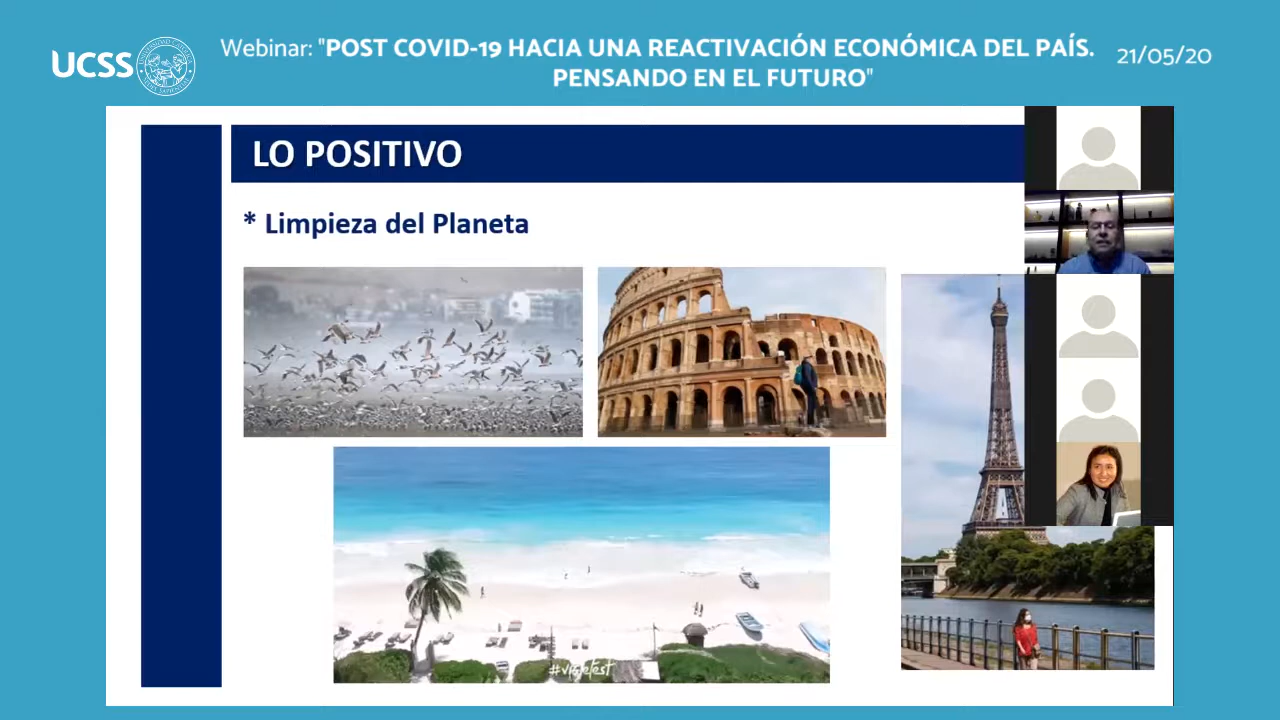 UCSS
Webinar: "POST COVID-19 HACIA UNA REACTIVACIÓN ECONÓMICA DEL PAÍS.
PENSANDO EN EL FUTURO"
21/05/20
LO POSITIVO
* Limpieza del Planeta